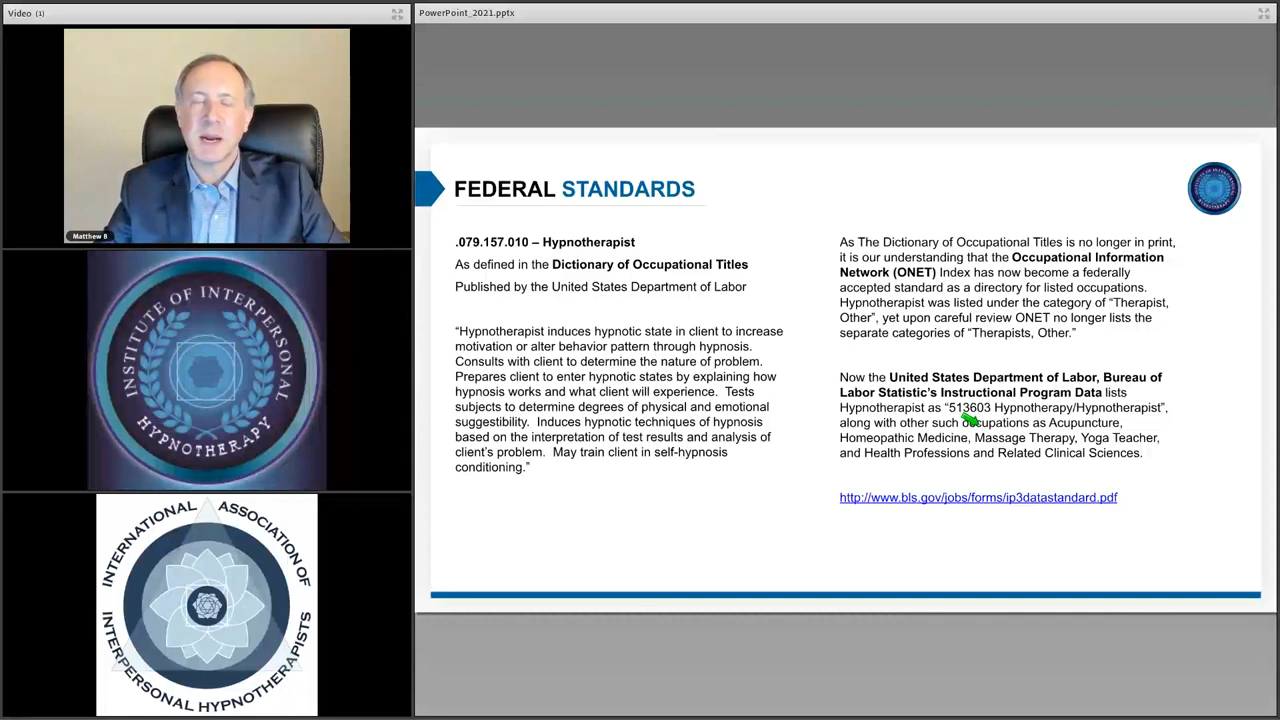 Video (1)
Matthew B
INSTITUTE OF INTERPERSONAL
HYPNOTHERAPY
INTERNATIONAL ASSOCIATION OF
INTERPERSONAL HYPNOTHERAPISTS
PowerPoint_2021.pptx
FEDERAL STANDARDS
.079.157.010 – Hypnotherapist
As defined in the Dictionary of Occupational Titles
Published by the United States Department of Labor
“Hypnotherapist induces hypnotic state in client to increase
motivation or alter behavior pattern through hypnosis.
Consults with client to determine the nature of problem.
Prepares client to enter hypnotic states by explaining how
hypnosis works and what client will experience. Tests
subjects to determine degrees of physical and emotional
suggestibility. Induces hypnotic techniques of hypnosis
based on the interpretation of test results and analysis of
client’s problem. May train client in self-hypnosis
conditioning.”
As The Dictionary of Occupational Titles is no longer in print,
it is our understanding that the Occupational Information
Network (ONET) Index has now become a federally
accepted standard as a directory for listed occupations.
Hypnotherapist was listed under the category of “Therapist,
Other”, yet upon careful review ONET no longer lists the
separate categories of “Therapists, Other.”
Now the United States Department of Labor, Bureau of
Labor Statistic’s Instructional Program Data lists
Hypnotherapist as “513603 Hypnotherapy/Hypnotherapist”,
along with other such occupations as Acupuncture,
Homeopathic Medicine, Massage Therapy, Yoga Teacher,
and Health Professions and Related Clinical Sciences.
http://www.bls.gov/jobs/forms/ip3datastandard.pdf